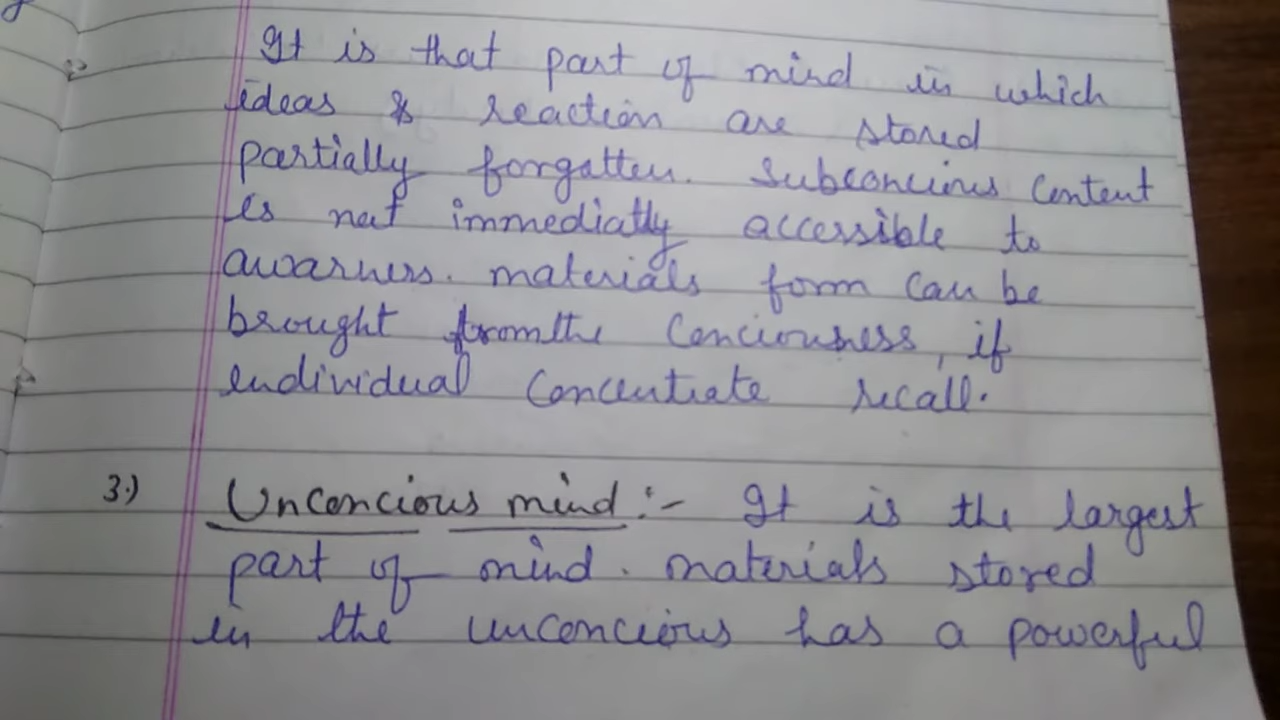 It is that part of mind in which
ideas & reaction are stored
partially forgatten. Subconcious content
is nat immediatly accessible to
awarness. materials form can be
brought fromthe Conciousness, if
individual Concentrate recall.
3.) Unconcious mind :- It is the largest
part of mind. materials stored
in the unconcious has a powerful